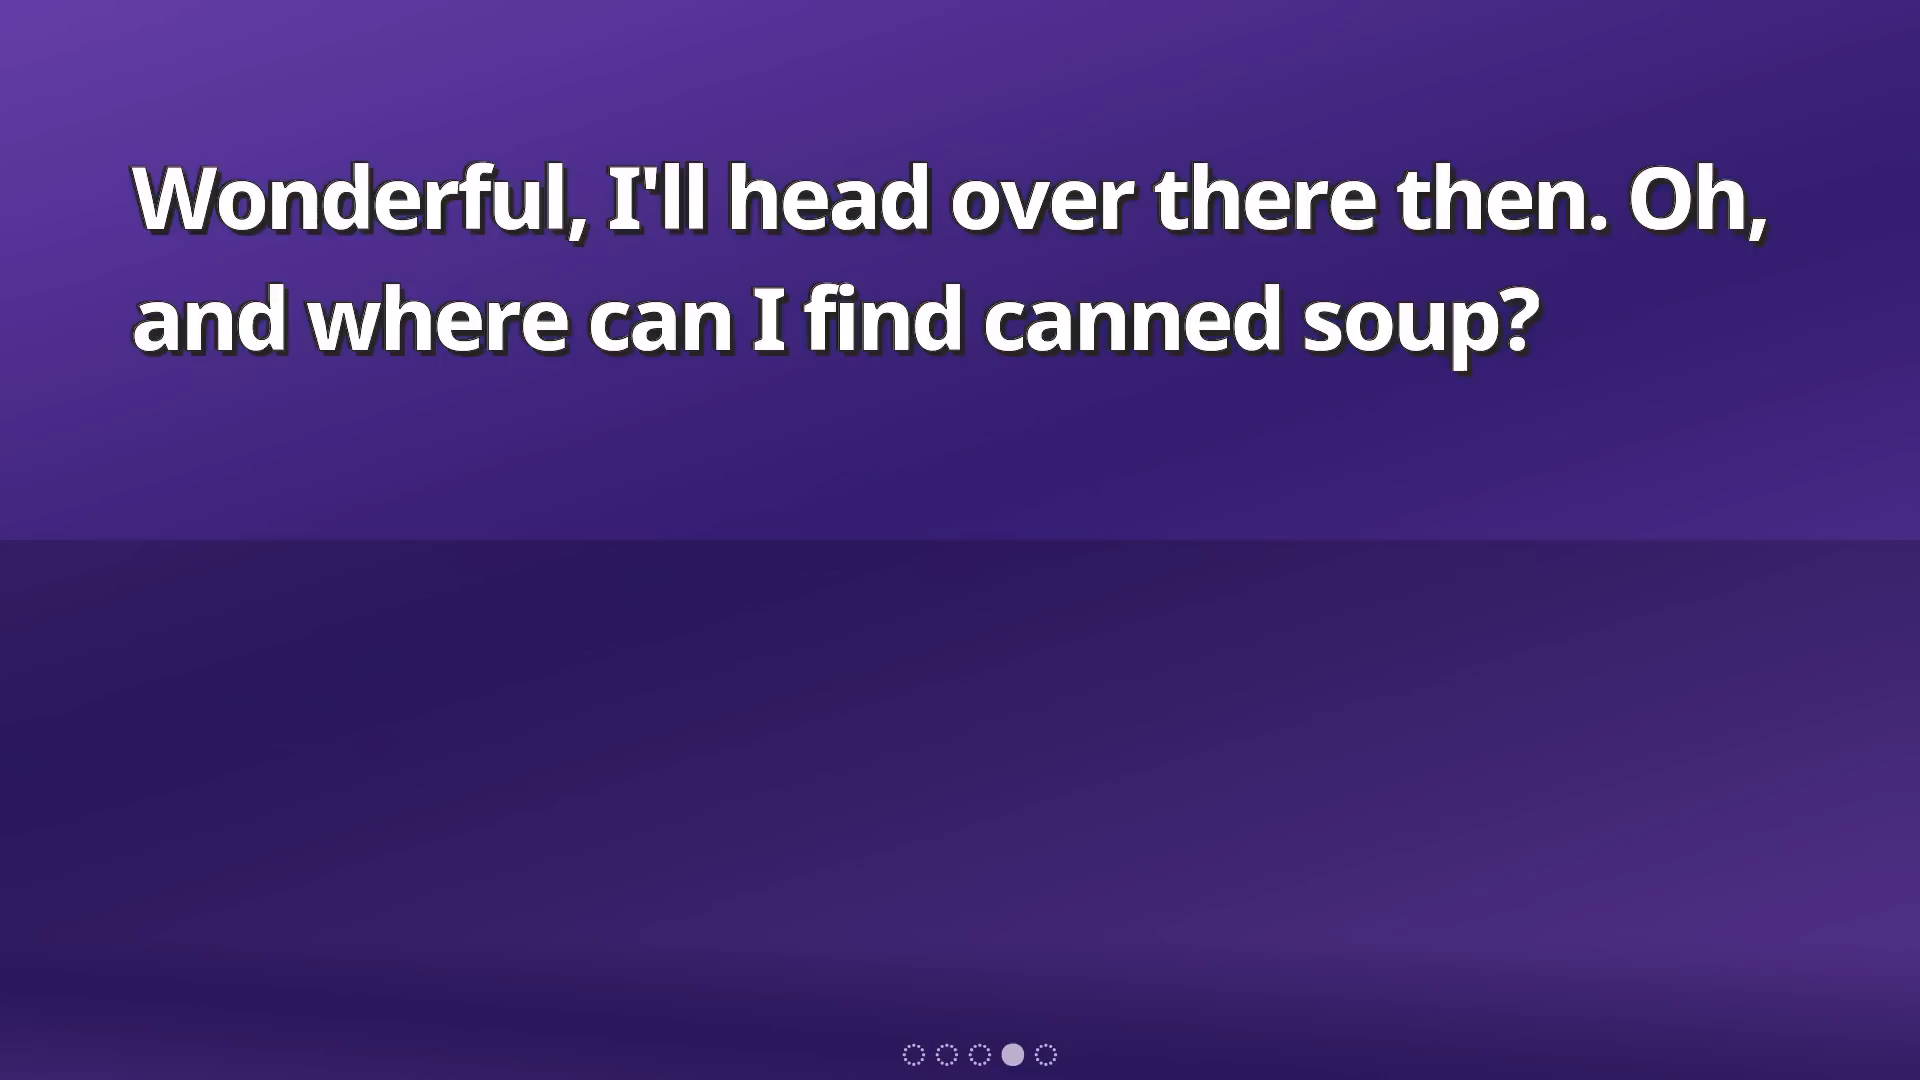 Wonderful, I'll head over there then. Oh,
and where can I find canned soup?